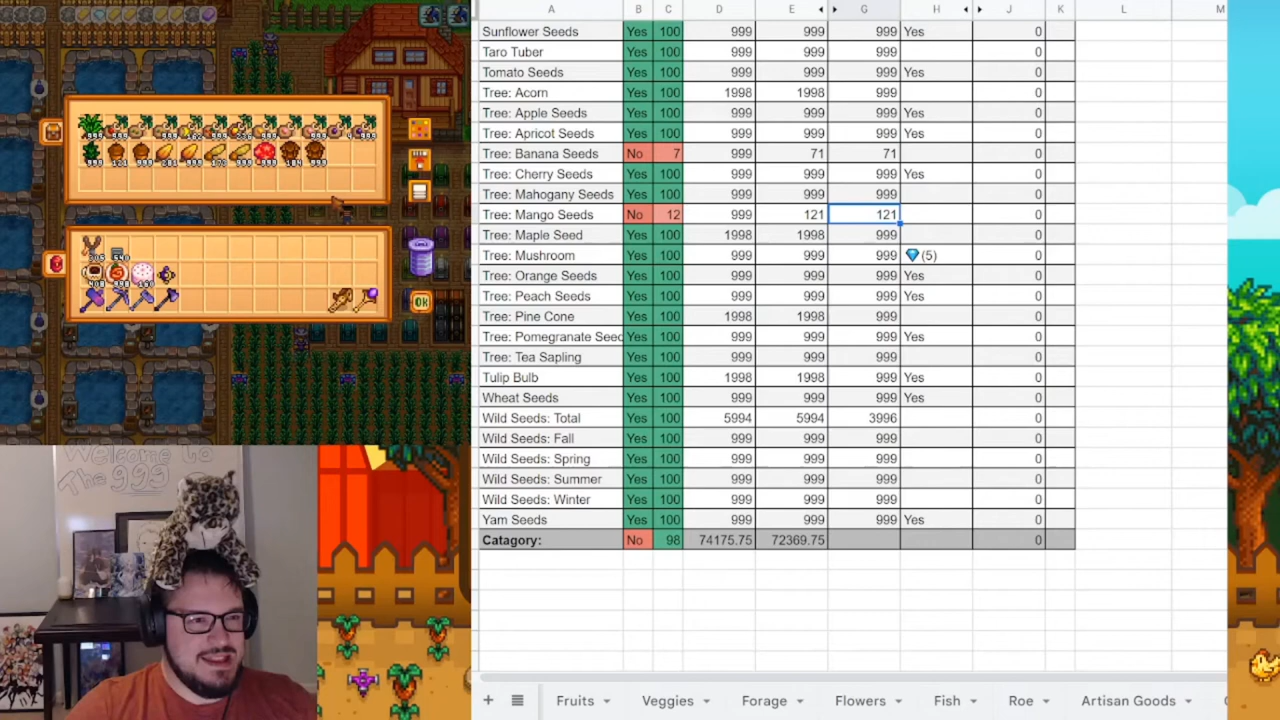 A B C D E G H J K L M
Sunflower Seeds Yes 100 999 999 999 Yes 0
Taro Tuber Yes 100 999 999 999 0
Tomato Seeds Yes 100 999 999 999 Yes 0
Tree: Acorn Yes 100 1998 1998 999 0
Tree: Apple Seeds Yes 100 999 999 999 Yes 0
Tree: Apricot Seeds Yes 100 999 999 999 Yes 0
Tree: Banana Seeds No 7 999 71 71 0
Tree: Cherry Seeds Yes 100 999 999 999 Yes 0
Tree: Mahogany Seeds Yes 100 999 999 999 0
Tree: Mango Seeds No 12 999 121 121 0
Tree: Maple Seed Yes 100 1998 1998 999 0
Tree: Mushroom Yes 100 999 999 999 (5) 0
Tree: Orange Seeds Yes 100 999 999 999 Yes 0
Tree: Peach Seeds Yes 100 999 999 999 Yes 0
Tree: Pine Cone Yes 100 1998 1998 999 0
Tree: Pomegranate Seed Yes 100 999 999 999 Yes 0
Tree: Tea Sapling Yes 100 999 999 999 0
Tulip Bulb Yes 100 1998 1998 999 Yes 0
Wheat Seeds Yes 100 999 999 999 Yes 0
Wild Seeds: Total Yes 100 5994 5994 3996 0
Wild Seeds: Fall Yes 100 999 999 999 0
Wild Seeds: Spring Yes 100 999 999 999 0
Wild Seeds: Summer Yes 100 999 999 999 0
Wild Seeds: Winter Yes 100 999 999 999 0
Yam Seeds Yes 100 999 999 999 Yes 0
Catagory: No 98 74175.75 72369.75 0
+ Fruits Veggies Forage Flowers Fish Roe Artisan Goods
Ok
Welcome to
The 999